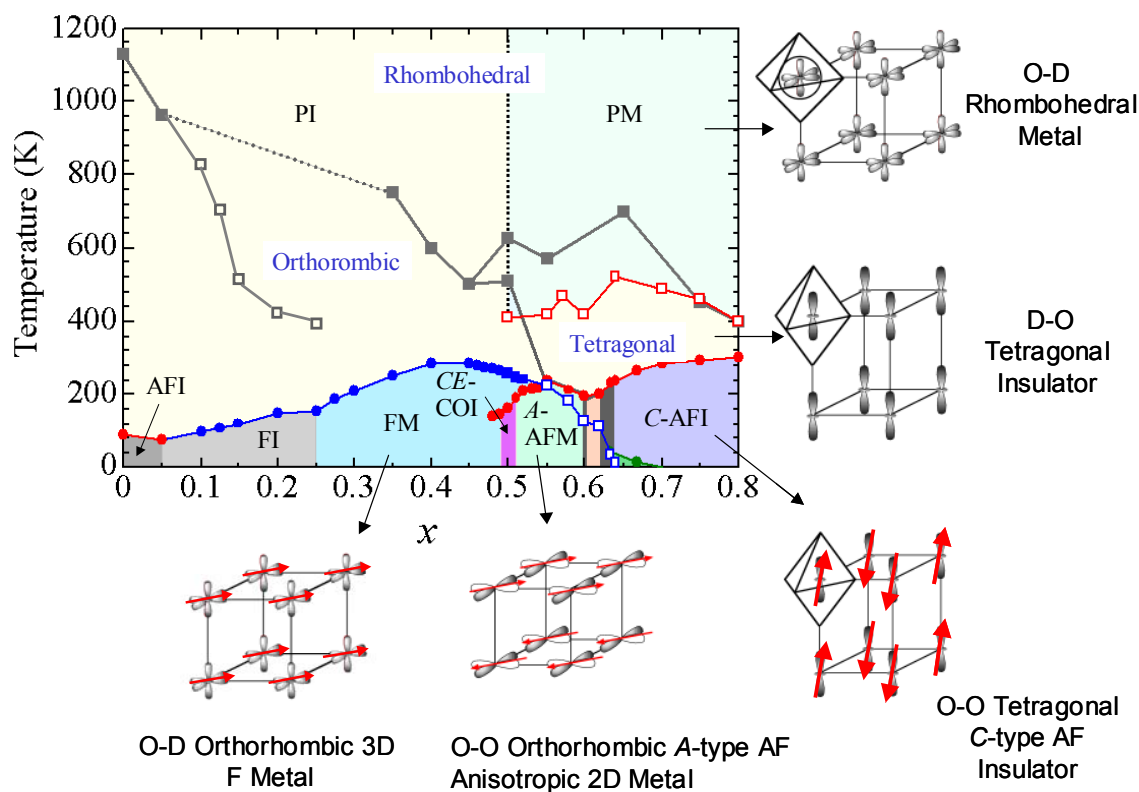 1200
1000
800
600
400
200
0
Temperature (K)
0
0.1
0.2
0.3
0.4
0.5
0.6
0.7
0.8
x
Rhombohedral
PI
PM
Orthorombic
Tetragonal
AFI
FI
FM
CE-
COI
A-
AFM
C-AFI
O-D
Rhombohedral
Metal
D-O
Tetragonal
Insulator
O-D Orthorhombic 3D
F Metal
O-O Orthorhombic A-type AF
Anisotropic 2D Metal
O-O Tetragonal
C-type AF
Insulator